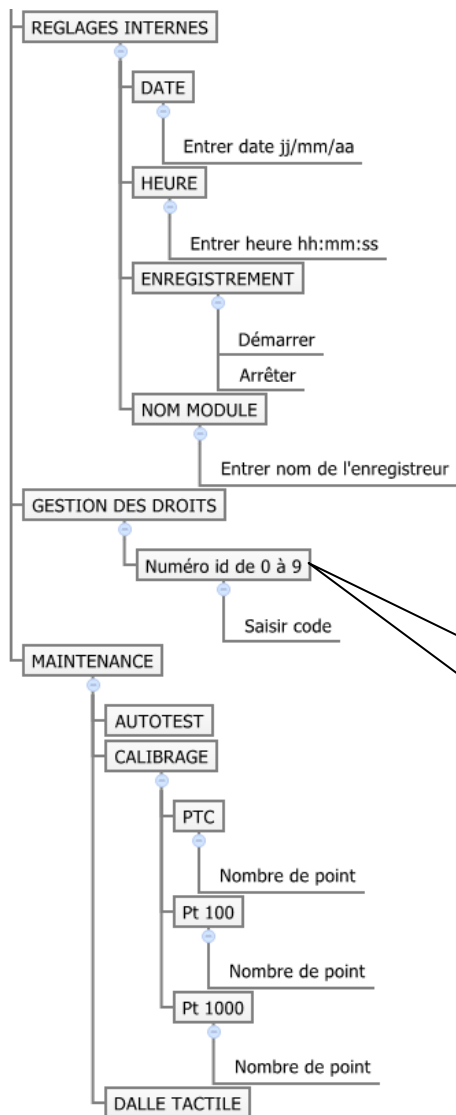 REGLAGES INTERNES
DATE
Entrer date jj/mm/aa
HEURE
Entrer heure hh:mm:ss
ENREGISTREMENT
Démarrer
Arrêter
NOM MODULE
Entrer nom de l'enregistreur
GESTION DES DROITS
Numéro id de 0 à 9
Saisir code
MAINTENANCE
AUTOTEST
CALIBRAGE
PTC
Nombre de point
Pt 100
Nombre de point
Pt 1000
Nombre de point
DALLE TACTILE